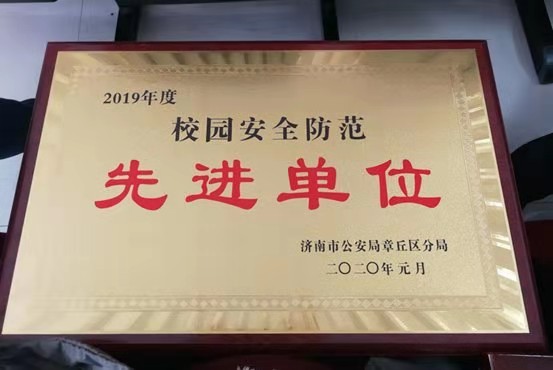 2019年度
校园安全防范
先进单位
济南市公安局章丘区分局
二〇二〇年元月